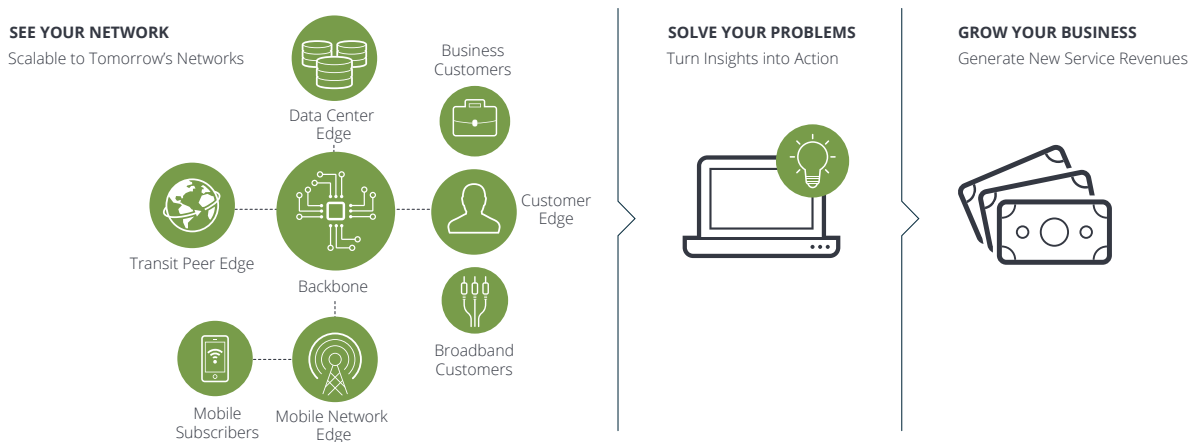 SEE YOUR NETWORK
Scalable to Tomorrow's Networks
Data Center
Edge
Business
Customers
Transit Peer Edge
Backbone
Customer
Edge
Broadband
Customers
Mobile
Subscribers
Mobile Network
Edge
SOLVE YOUR PROBLEMS
Turn Insights into Action
GROW YOUR BUSINESS
Generate New Service Revenues